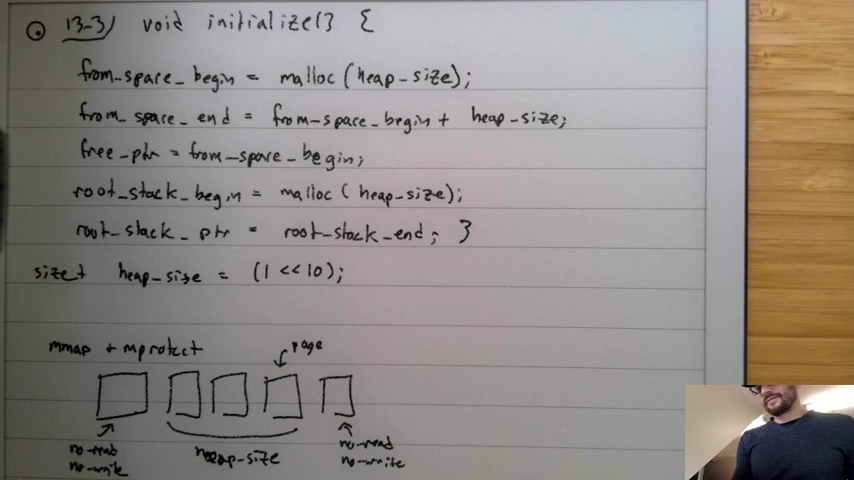 13-3) void initialize() {
from_space_begin = malloc (heap_size);
from_space_end = from_space_begin + heap_size;
free_ptr = from_space_begin;
root_stack_begin = malloc (heap_size);
root_stack_ptr = root_stack_end; }
size_t heap_size = (1 << 10);
mmap + mprotect
page
no-read
no-write
heap-size
no-read
no-write